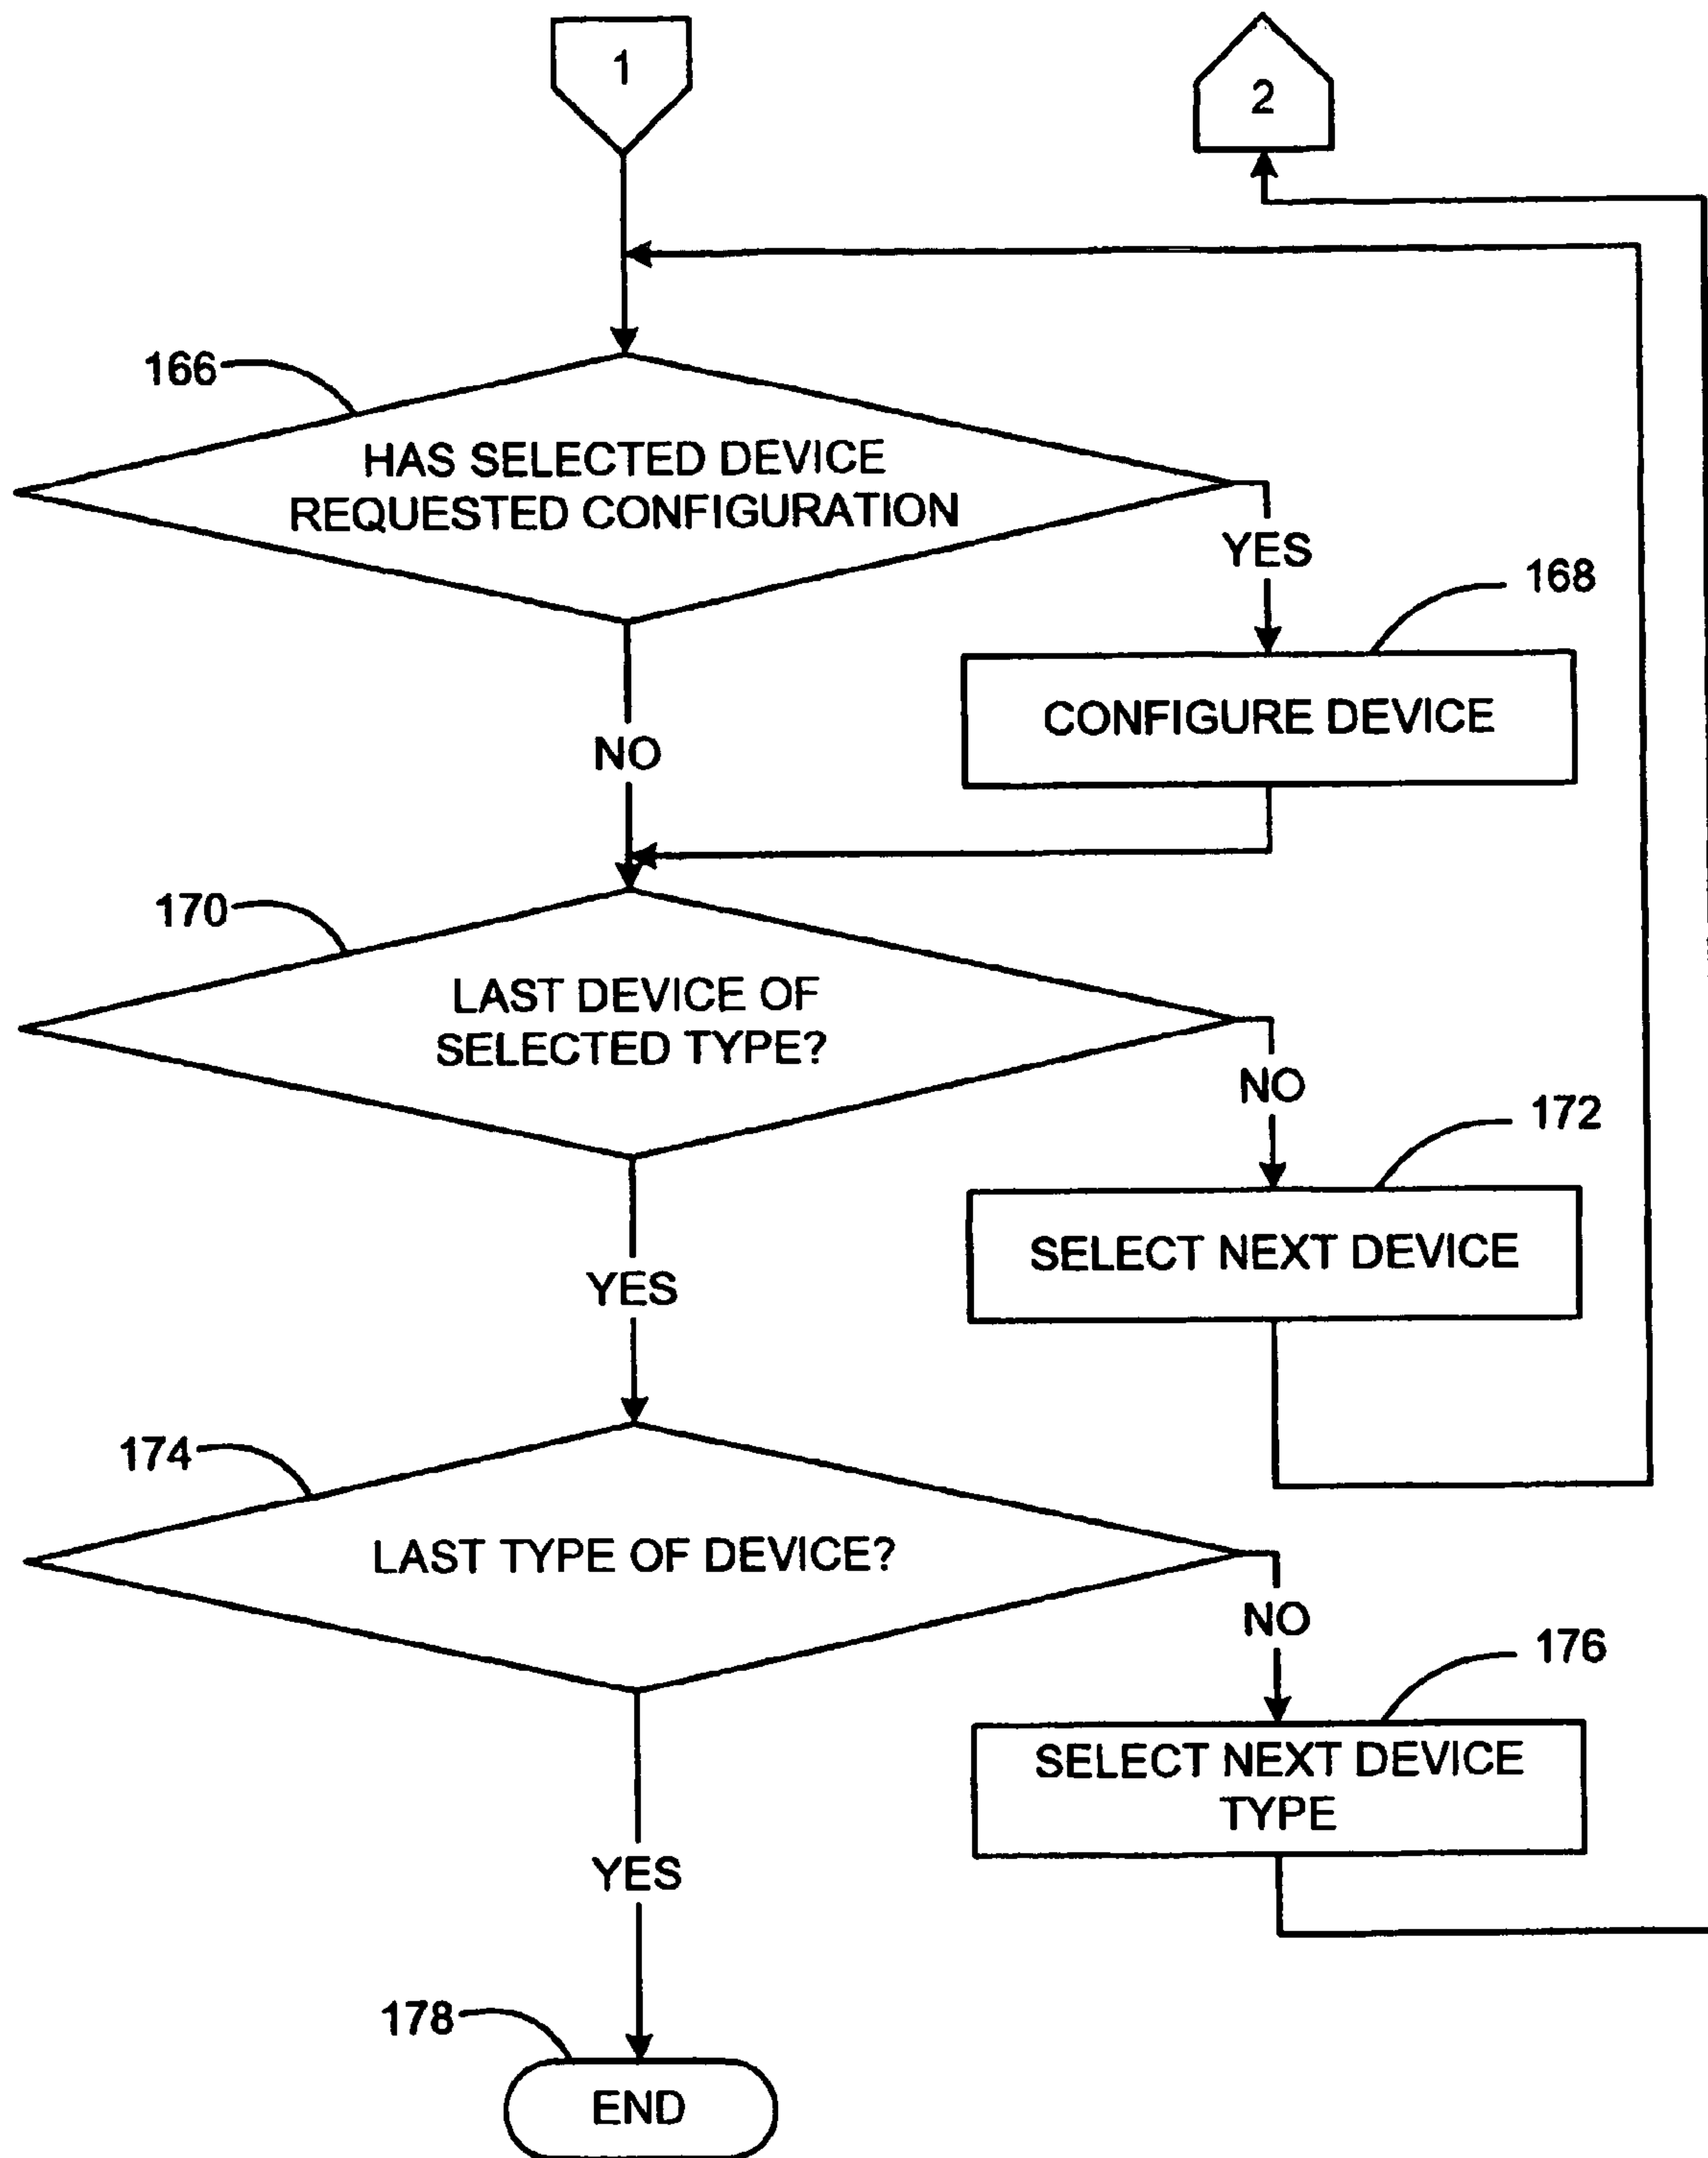 1
2
166
HAS SELECTED DEVICE
REQUESTED CONFIGURATION
YES
168
CONFIGURE DEVICE
NO
170
LAST DEVICE OF
SELECTED TYPE?
NO
172
SELECT NEXT DEVICE
YES
174
LAST TYPE OF DEVICE?
NO
176
SELECT NEXT DEVICE
TYPE
YES
178
END